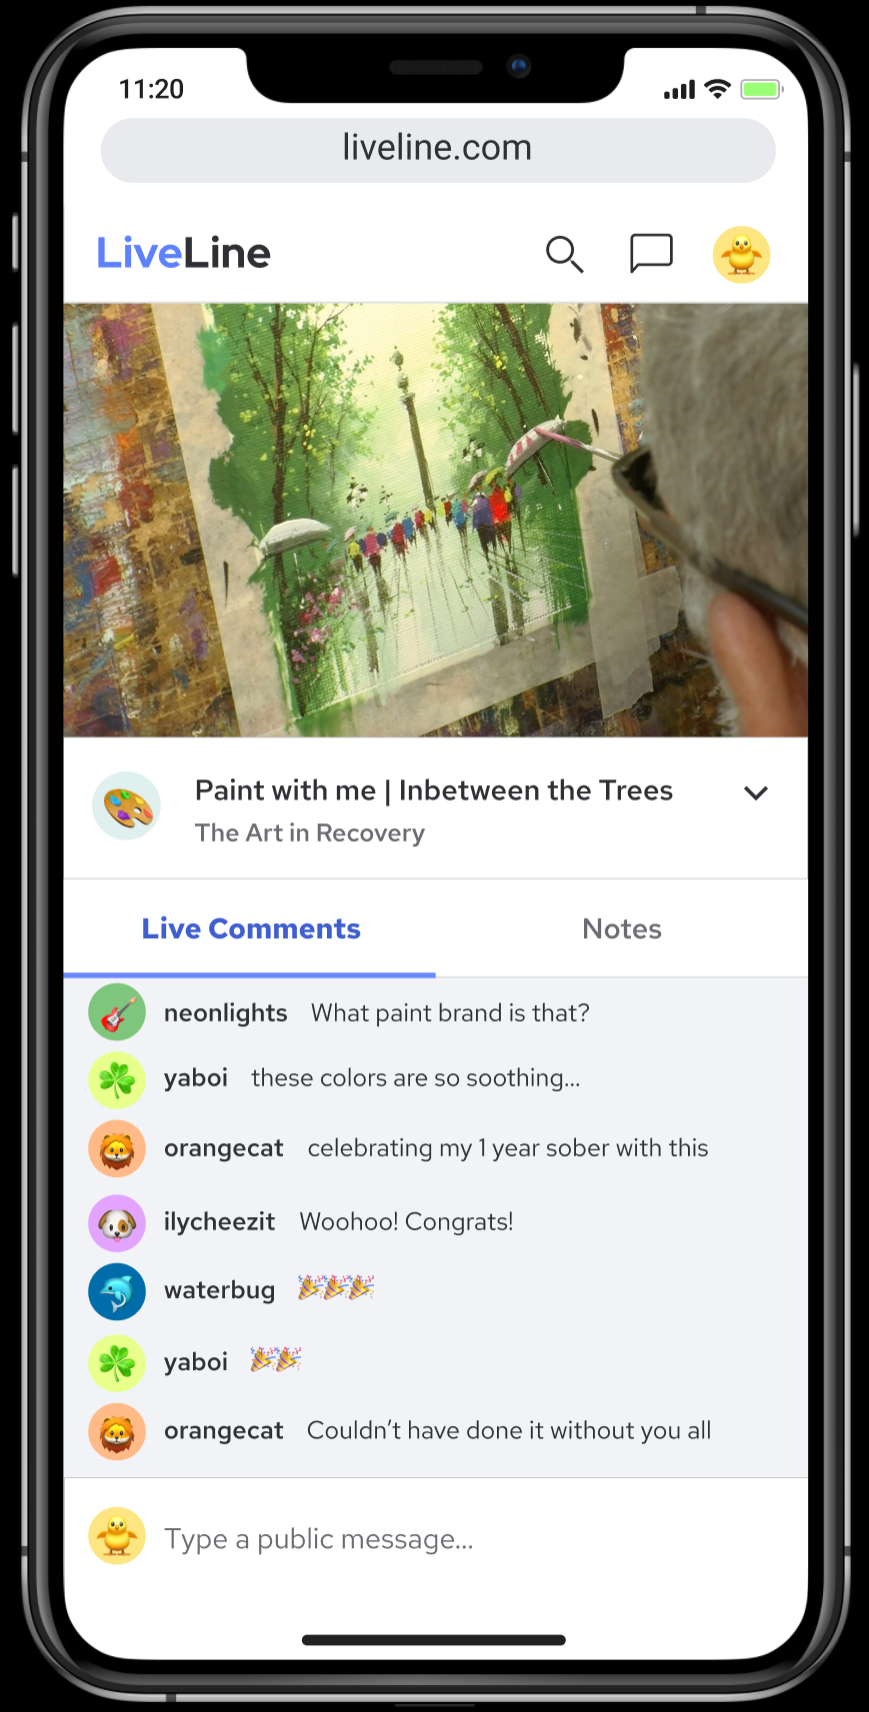 11:20
liveline.com
LiveLine
Paint with me | Inbetween the Trees
The Art in Recovery
Live Comments Notes
neonlights What paint brand is that?
yaboi these colors are so soothing...
orangecat celebrating my 1 year sober with this
ilycheezit Woohoo! Congrats!
waterbug 🎉🎉🎉
yaboi 🎉🎉
orangecat Couldn’t have done it without you all
Type a public message...